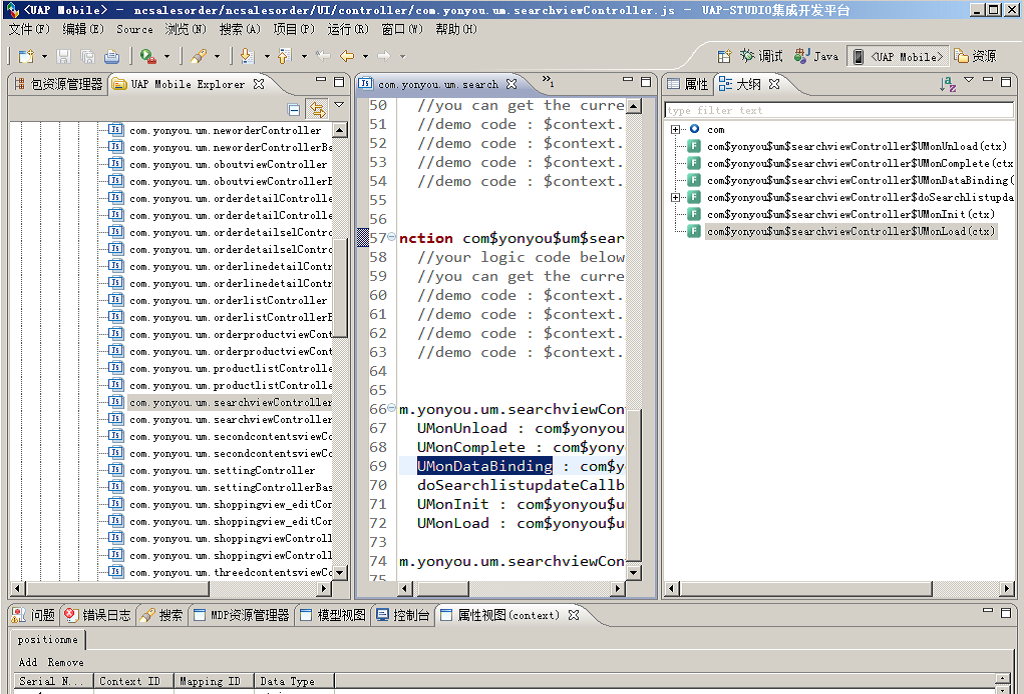 <UAP Mobile> - ncsalesorder/ncsalesorder/UI/controller/com.yonyou.um.searchviewController.js - UAP-STUDIO集成开发平台
文件(F) 编辑(E) Source 浏览(N) 搜索(A) 项目(P) 运行(R) 窗口(W) 帮助(H)
调试 Java <UAP Mobile> 资源
包资源管理器 UAP Mobile Explorer
com.yonyou.um.neworderController
com.yonyou.um.neworderControllerBa
com.yonyou.um.oboutviewController
com.yonyou.um.oboutviewControllerB
com.yonyou.um.orderdetailControlle
com.yonyou.um.orderdetailControlle
com.yonyou.um.orderdetailselContro
com.yonyou.um.orderdetailselContro
com.yonyou.um.orderlinedetailContr
com.yonyou.um.orderlinedetailContr
com.yonyou.um.orderlistController
com.yonyou.um.orderlistControllerB
com.yonyou.um.orderproductviewCont
com.yonyou.um.orderproductviewCont
com.yonyou.um.productlistControlle
com.yonyou.um.productlistControlle
com.yonyou.um.searchviewController
com.yonyou.um.searchviewController
com.yonyou.um.secondcontentsviewCo
com.yonyou.um.secondcontentsviewCo
com.yonyou.um.settingController
com.yonyou.um.settingControllerBas
com.yonyou.um.shoppingview_editCon
com.yonyou.um.shoppingview_editCon
com.yonyou.um.shoppingviewControll
com.yonyou.um.shoppingviewControll
com.yonyou.um.threedcontentsviewCo
com.yonyou.um.search »1
50 //you can get the curre
51 //demo code : $context.
52 //demo code : $context.
53 //demo code : $context.
54 //demo code : $context.
55
56
57 nction com$yonyou$um$sear
58 //your logic code below
59 //you can get the curre
60 //demo code : $context.
61 //demo code : $context.
62 //demo code : $context.
63 //demo code : $context.
64
65
66 m.yonyou.um.searchviewCon
67 UMonUnload : com$yonyou
68 UMonComplete : com$yony
69 UMonDataBinding : com$y
70 doSearchlistupdateCallb
71 UMonInit : com$yonyou$u
72 UMonLoad : com$yonyou$u
73
74 m.yonyou.um.searchviewCon
75
属性 大纲
type filter text
com
com$yonyou$um$searchviewController$UMonUnload(ctx)
com$yonyou$um$searchviewController$UMonComplete(ctx
com$yonyou$um$searchviewController$UMonDataBinding(
com$yonyou$um$searchviewController$doSearchlistupda
com$yonyou$um$searchviewController$UMonInit(ctx)
com$yonyou$um$searchviewController$UMonLoad(ctx)
问题 错误日志 搜索 MDP资源管理器 模型视图 控制台 属性视图(context)
positionme
Add Remove
Serial N... Context ID Mapping ID Data Type